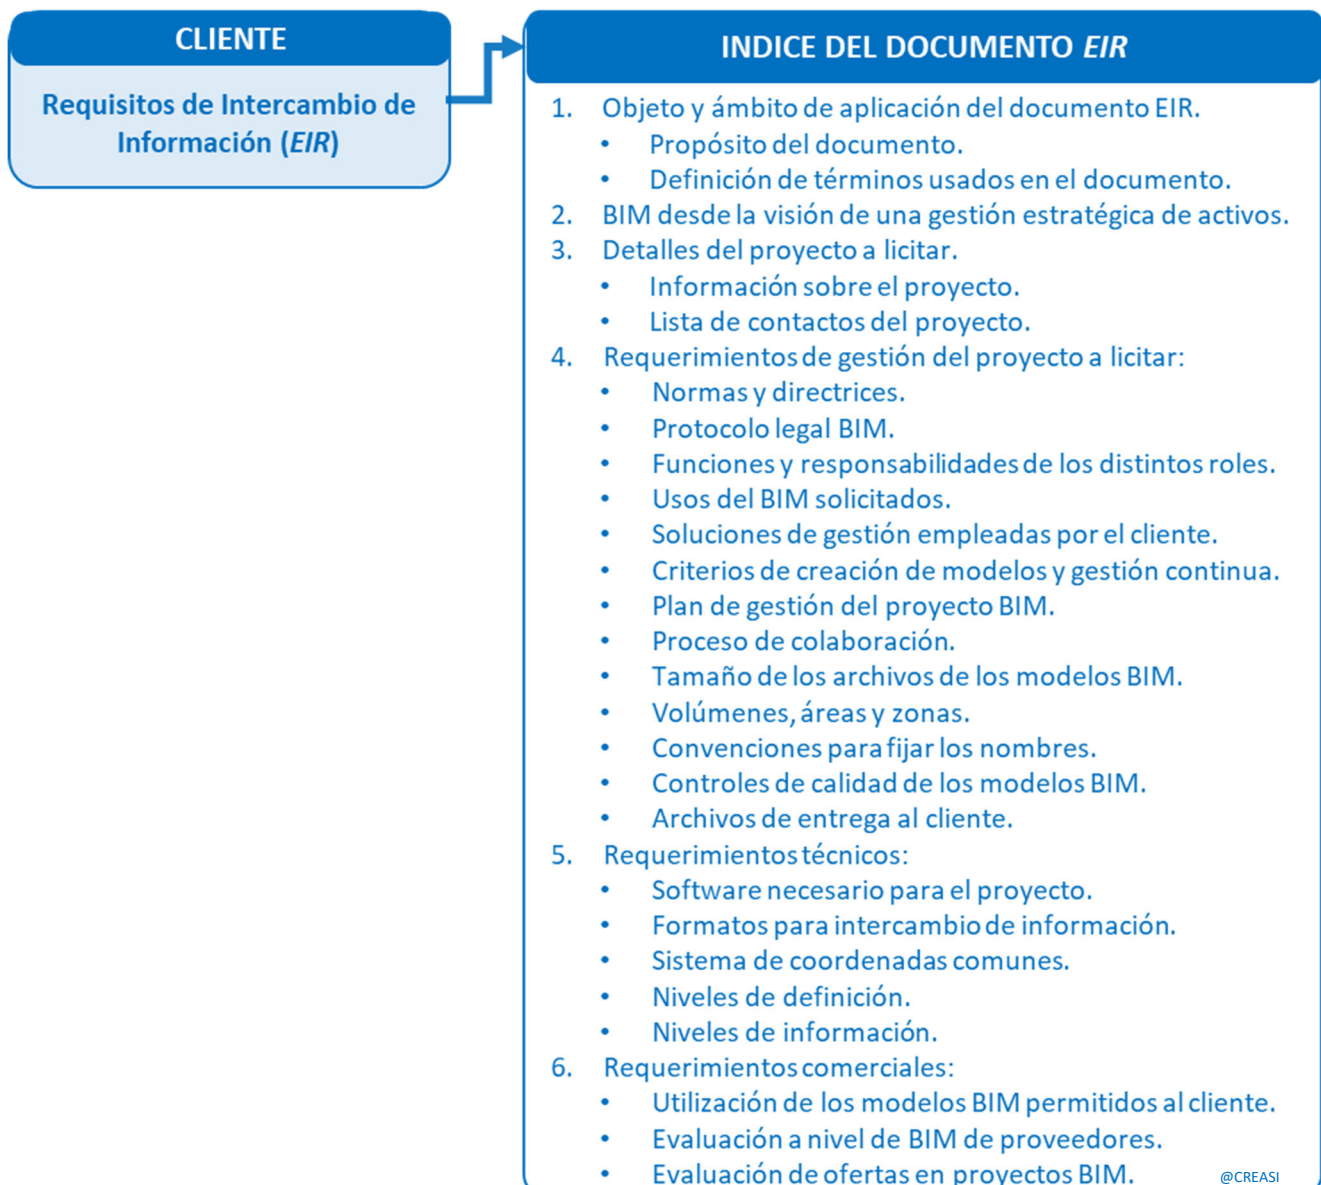 CLIENTE
Requisitos de Intercambio de
Información (EIR)
INDICE DEL DOCUMENTO EIR
1. Objeto y ámbito de aplicación del documento EIR.
• Propósito del documento.
• Definición de términos usados en el documento.
2. BIM desde la visión de una gestión estratégica de activos.
3. Detalles del proyecto a licitar.
• Información sobre el proyecto.
• Lista de contactos del proyecto.
4. Requerimientos de gestión del proyecto a licitar:
• Normas y directrices.
• Protocolo legal BIM.
• Funciones y responsabilidades de los distintos roles.
• Usos del BIM solicitados.
• Soluciones de gestión empleadas por el cliente.
• Criterios de creación de modelos y gestión continua.
• Plan de gestión del proyecto BIM.
• Proceso de colaboración.
• Tamaño de los archivos de los modelos BIM.
• Volúmenes, áreas y zonas.
• Convenciones para fijar los nombres.
• Controles de calidad de los modelos BIM.
• Archivos de entrega al cliente.
5. Requerimientos técnicos:
• Software necesario para el proyecto.
• Formatos para intercambio de información.
• Sistema de coordenadas comunes.
• Niveles de definición.
• Niveles de información.
6. Requerimientos comerciales:
• Utilización de los modelos BIM permitidos al cliente.
• Evaluación a nivel de BIM de proveedores.
• Evaluación de ofertas en proyectos BIM.
@CREASI